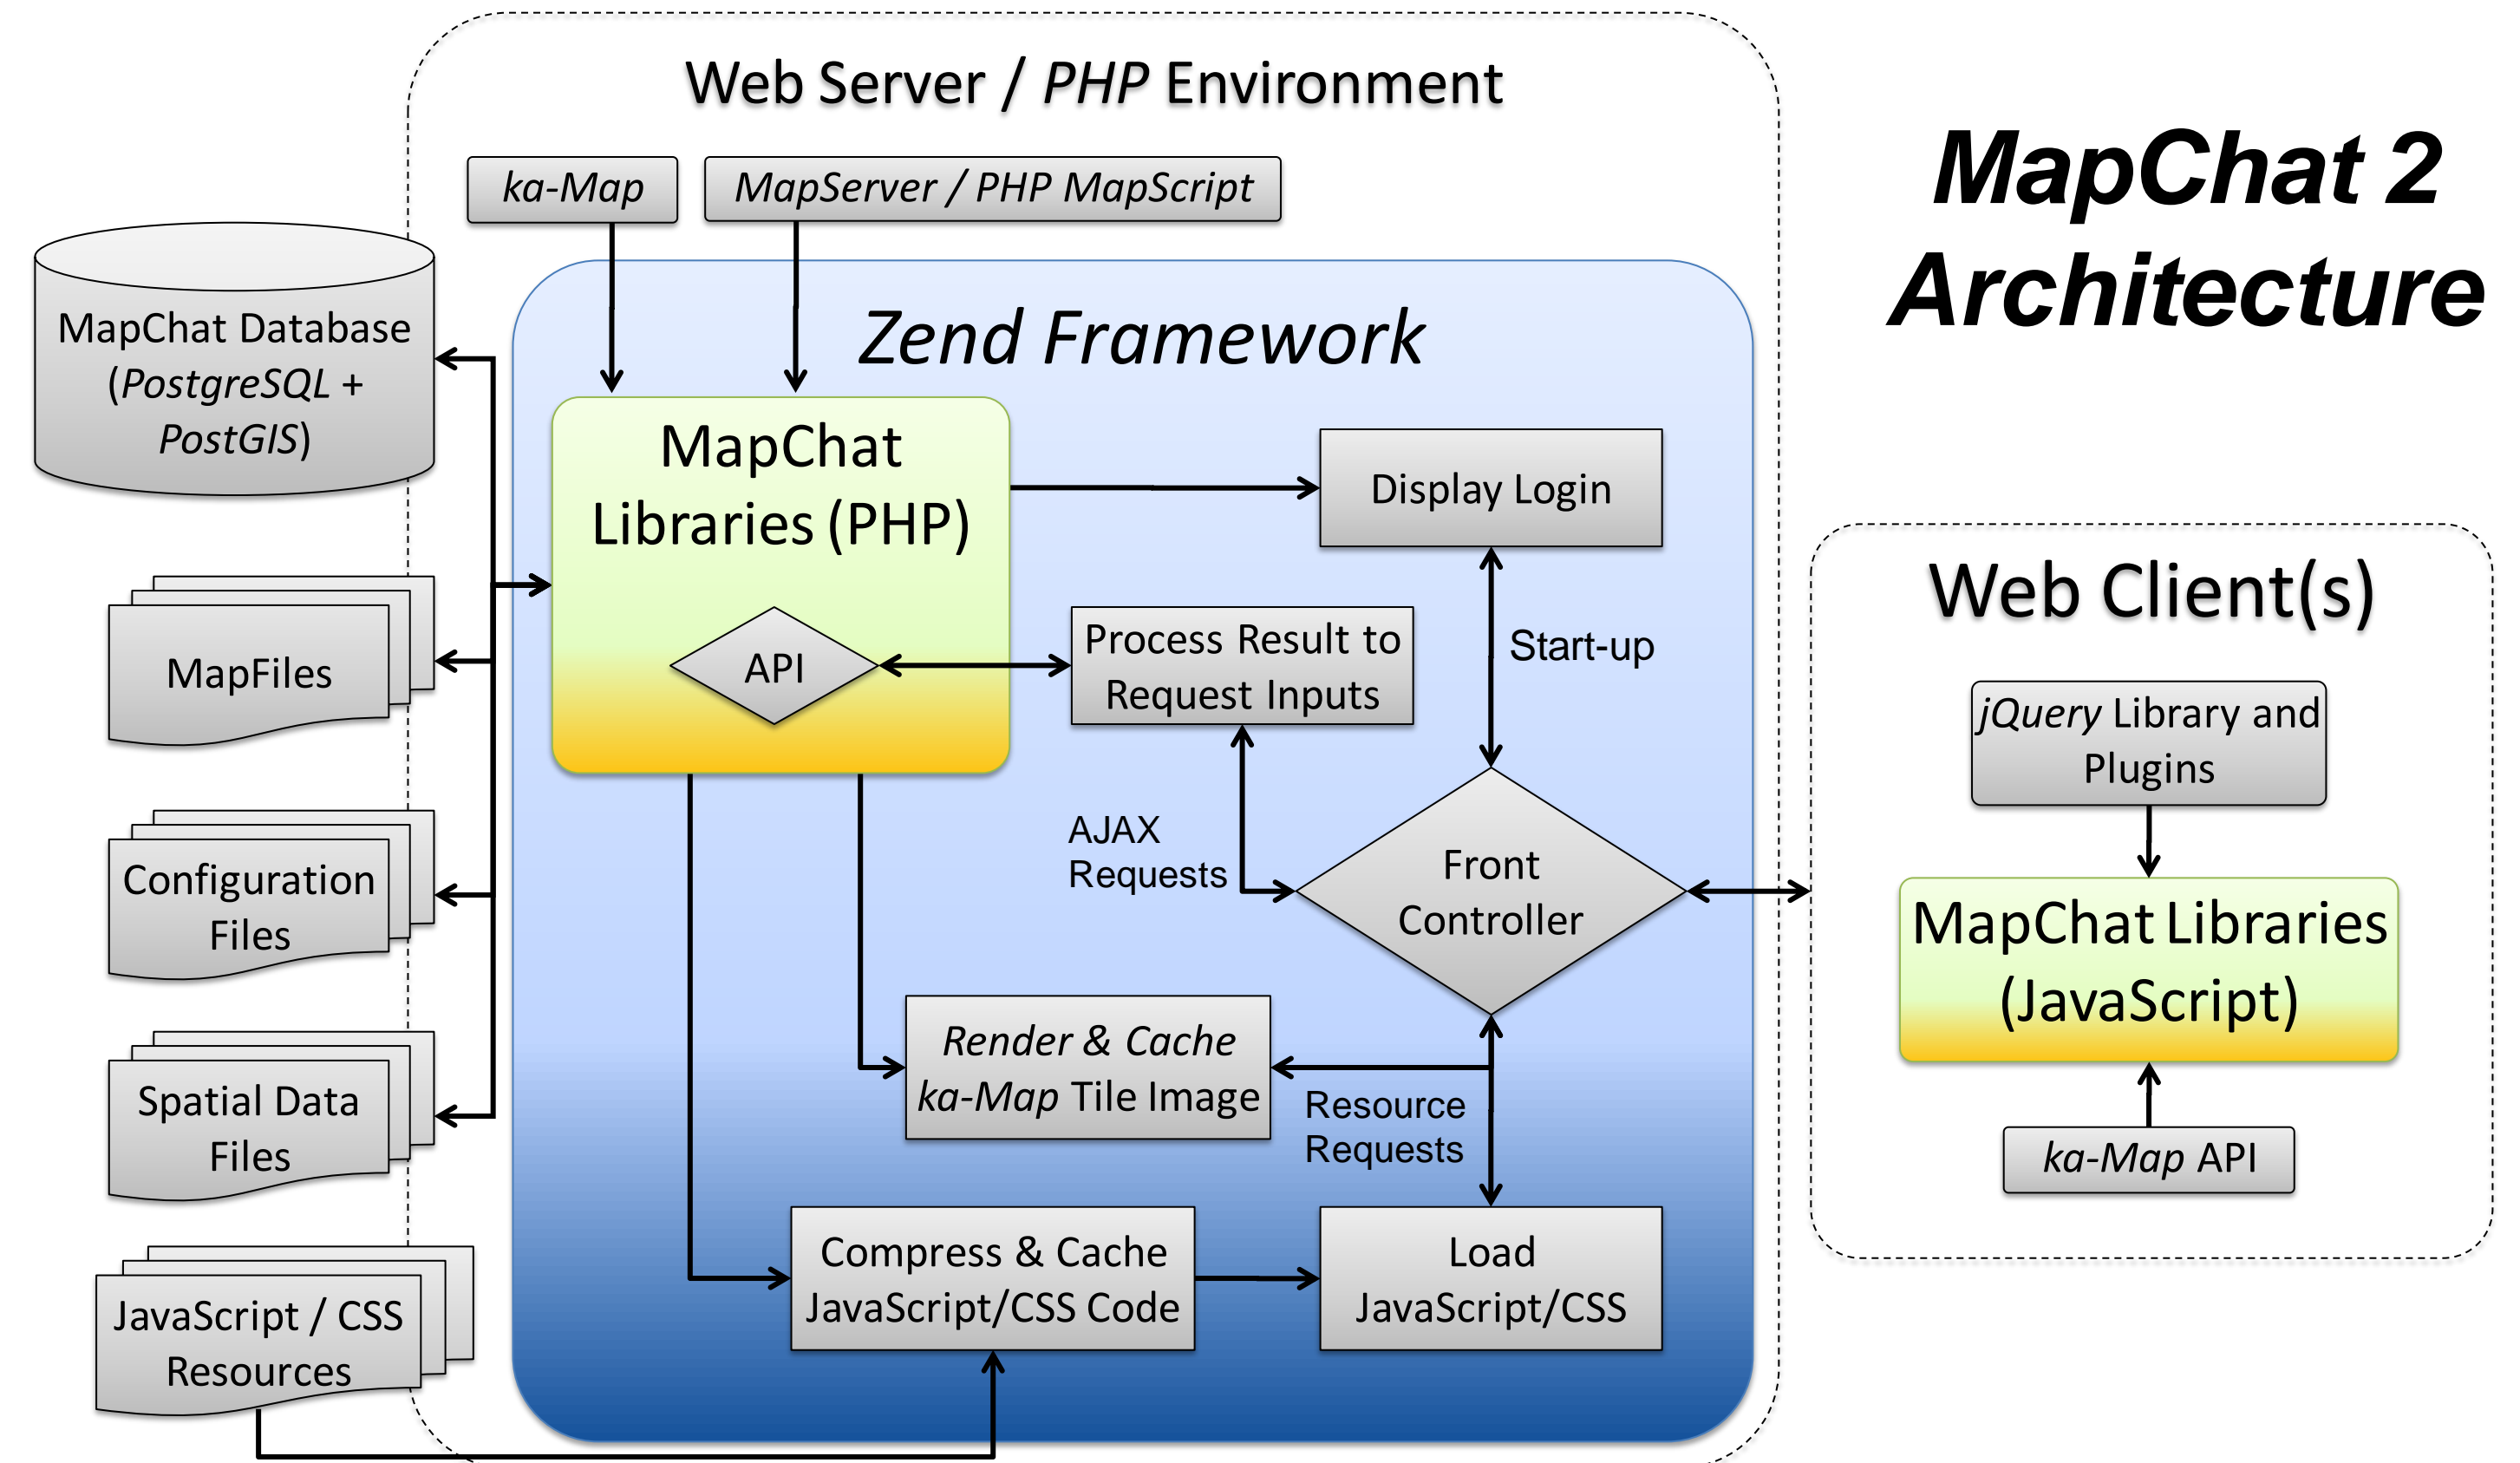 Web Server / PHP Environment
MapChat 2
Architecture
ka-Map
MapServer / PHP MapScript
Zend Framework
MapChat Database
(PostgreSQL +
PostGIS)
MapFiles
Configuration
Files
Spatial Data
Files
JavaScript / CSS
Resources
MapChat
Libraries (PHP)
API
Display Login
Process Result to
Request Inputs
Start-up
AJAX
Requests
Front
Controller
Render & Cache
ka-Map Tile Image
Resource
Requests
Compress & Cache
JavaScript/CSS Code
Load
JavaScript/CSS
Web Client(s)
jQuery Library and
Plugins
MapChat Libraries
(JavaScript)
ka-Map API